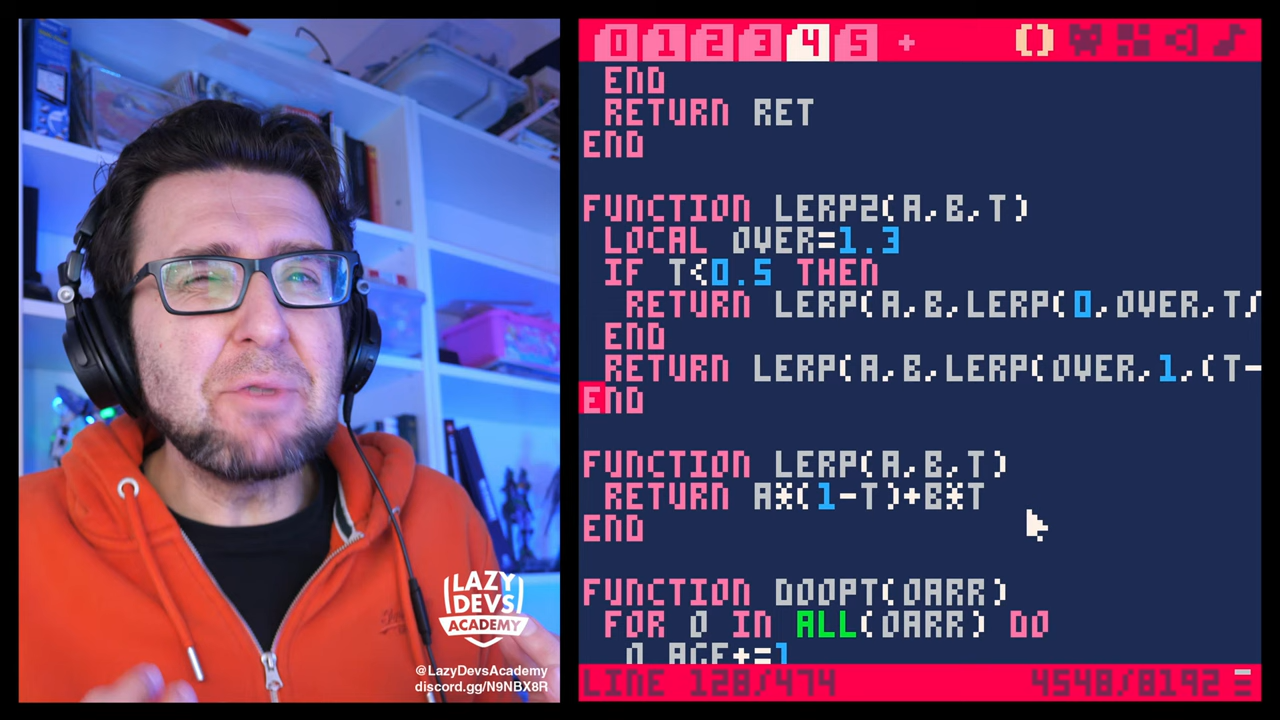 LAZY
DEVS
ACADEMY
@LazyDevsAcademy
discord.gg/N9NBX8R
0 1 2 3 4 5 +
END
RETURN RET
END
FUNCTION LERP2(A,B,T)
LOCAL OVER=1.3
IF T<0.5 THEN
RETURN LERP(A,B,LERP(0,OVER,T/
END
RETURN LERP(A,B,LERP(OVER,1,(T-
END
FUNCTION LERP(A,B,T)
RETURN A*(1-T)+B*T
END
FUNCTION DOOPT(OARR)
FOR O IN ALL(OARR) DO
O.AGE+=1
LINE 128/474 4548/8192